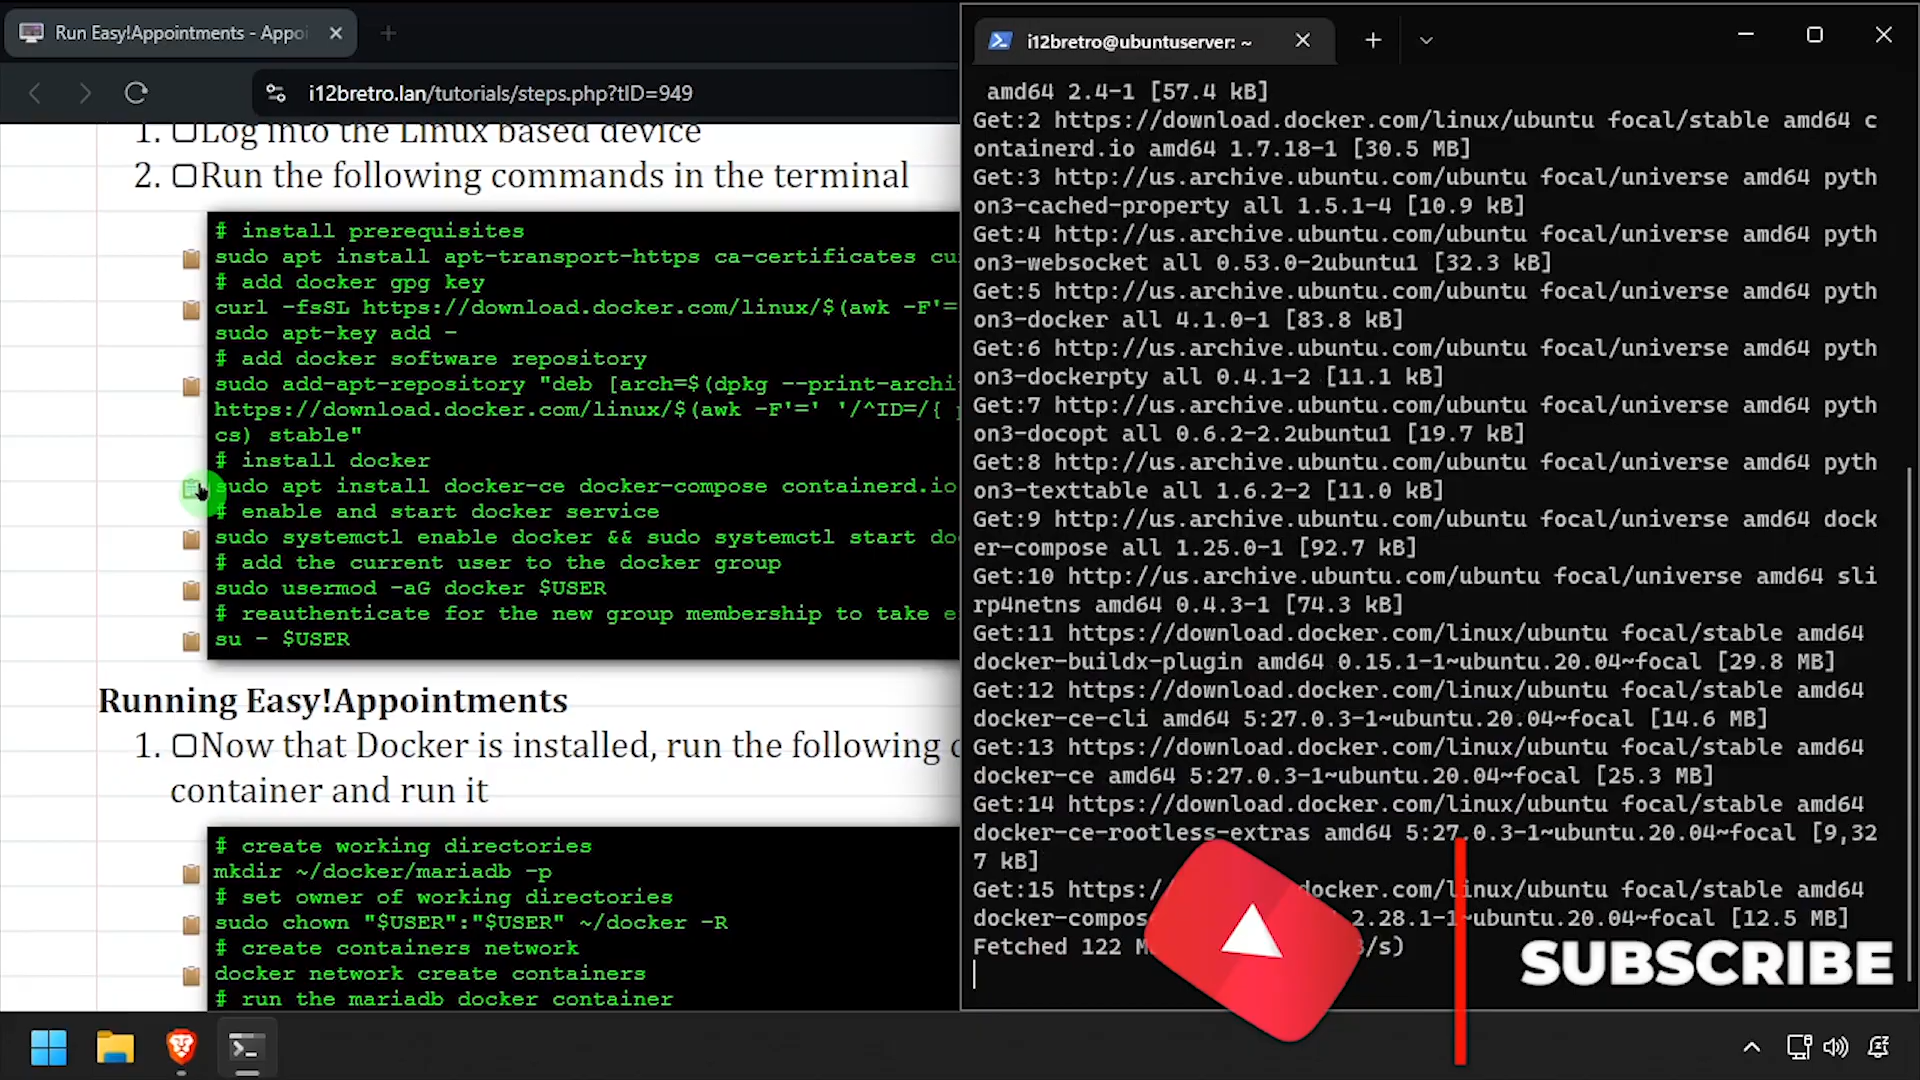 Run Easy!Appointments - Appoi
i12bretro.lan/tutorials/steps.php?tID=949
1. Log into the Linux based device
2. Run the following commands in the terminal
# install prerequisites
sudo apt install apt-transport-https ca-certificates
# add docker gpg key
curl -fsSL https://download.docker.com/linux/$(awk -F'=
sudo apt-key add -
# add docker software repository
sudo add-apt-repository "deb [arch=$(dpkg --print-archi
https://download.docker.com/linux/$(awk -F'=' '/^ID=/{
cs) stable"
# install docker
sudo apt install docker-ce docker-compose containerd.io
# enable and start docker service
sudo systemctl enable docker && sudo systemctl start
# add the current user to the docker group
sudo usermod -aG docker $USER
# reauthenticate for the new group membership to take
su - $USER
Running Easy!Appointments
1. Now that Docker is installed, run the following
container and run it
# create working directories
mkdir ~/docker/mariadb -p
# set owner of working directories
sudo chown "$USER":"$USER" ~/docker -R
# create containers network
docker network create containers
# run the mariadb docker container
i12bretro@ubuntuserver: ~
amd64 2.4-1 [57.4 kB]
Get:2 https://download.docker.com/linux/ubuntu focal/stable amd64 c
ontainerd.io amd64 1.7.18-1 [30.5 MB]
Get:3 http://us.archive.ubuntu.com/ubuntu focal/universe amd64 pyth
on3-cached-property all 1.5.1-4 [10.9 kB]
Get:4 http://us.archive.ubuntu.com/ubuntu focal/universe amd64 pyth
on3-websocket all 0.53.0-2ubuntu1 [32.3 kB]
Get:5 http://us.archive.ubuntu.com/ubuntu focal/universe amd64 pyth
on3-docker all 4.1.0-1 [83.8 kB]
Get:6 http://us.archive.ubuntu.com/ubuntu focal/universe amd64 pyth
on3-dockerpty all 0.4.1-2 [11.1 kB]
Get:7 http://us.archive.ubuntu.com/ubuntu focal/universe amd64 pyth
on3-docopt all 0.6.2-2.2ubuntu1 [19.7 kB]
Get:8 http://us.archive.ubuntu.com/ubuntu focal/universe amd64 pyth
on3-texttable all 1.6.2-2 [11.0 kB]
Get:9 http://us.archive.ubuntu.com/ubuntu focal/universe amd64 dock
er-compose all 1.25.0-1 [92.7 kB]
Get:10 http://us.archive.ubuntu.com/ubuntu focal/universe amd64 sli
rp4netns amd64 0.4.3-1 [74.3 kB]
Get:11 https://download.docker.com/linux/ubuntu focal/stable amd64
docker-buildx-plugin amd64 0.15.1-1~ubuntu.20.04~focal [29.8 MB]
Get:12 https://download.docker.com/linux/ubuntu focal/stable amd64
docker-ce-cli amd64 5:27.0.3-1~ubuntu.20.04~focal [14.6 MB]
Get:13 https://download.docker.com/linux/ubuntu focal/stable amd64
docker-ce amd64 5:27.0.3-1~ubuntu.20.04~focal [25.3 MB]
Get:14 https://download.docker.com/linux/ubuntu focal/stable amd64
docker-ce-rootless-extras amd64 5:27.0.3-1~ubuntu.20.04~focal [9,32
7 kB]
Get:15 https:/ docker.com/linux/ubuntu focal/stable amd64
docker-compos 2.28.1-1~ubuntu.20.04~focal [12.5 MB]
Fetched 122 M /s)
SUBSCRIBE